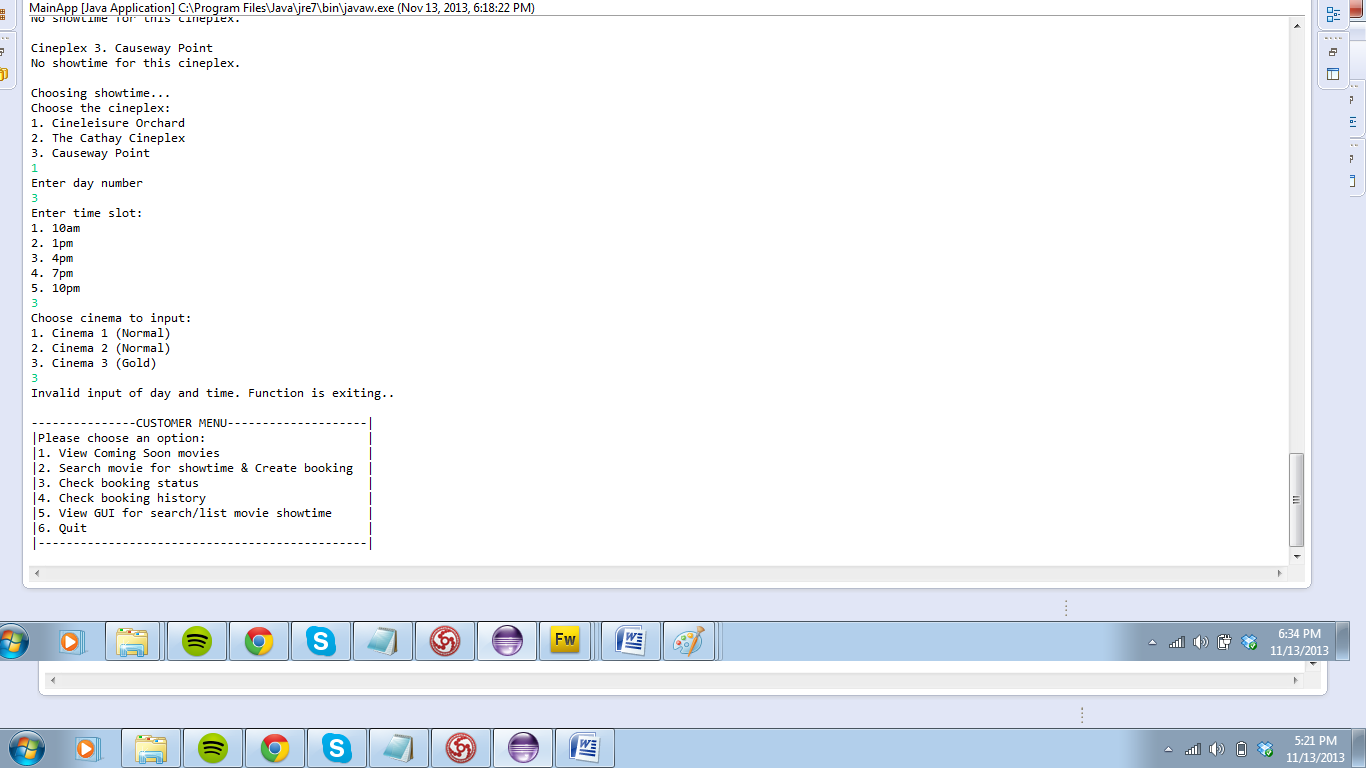 MainApp [Java Application] C:\Program Files\Java\jre7\bin\javaw.exe (Nov 13, 2013, 6:18:22 PM)
No showtime for this cineplex.
Cineplex 3. Causeway Point
No showtime for this cineplex.
Choosing showtime...
Choose the cineplex:
1. Cineleisure Orchard
2. The Cathay Cineplex
3. Causeway Point
1
Enter day number
3
Enter time slot:
1. 10am
2. 1pm
3. 4pm
4. 7pm
5. 10pm
3
Choose cinema to input:
1. Cinema 1 (Normal)
2. Cinema 2 (Normal)
3. Cinema 3 (Gold)
3
Invalid input of day and time. Function is exiting..
---------------CUSTOMER MENU--------------------|
|Please choose an option:                       |
|1. View Coming Soon movies                     |
|2. Search movie for showtime & Create booking  |
|3. Check booking status                        |
|4. Check booking history                       |
|5. View GUI for search/list movie showtime     |
|6. Quit                                        |
|-----------------------------------------------|
Fw
6:34 PM
11/13/2013
5:21 PM
11/13/2013